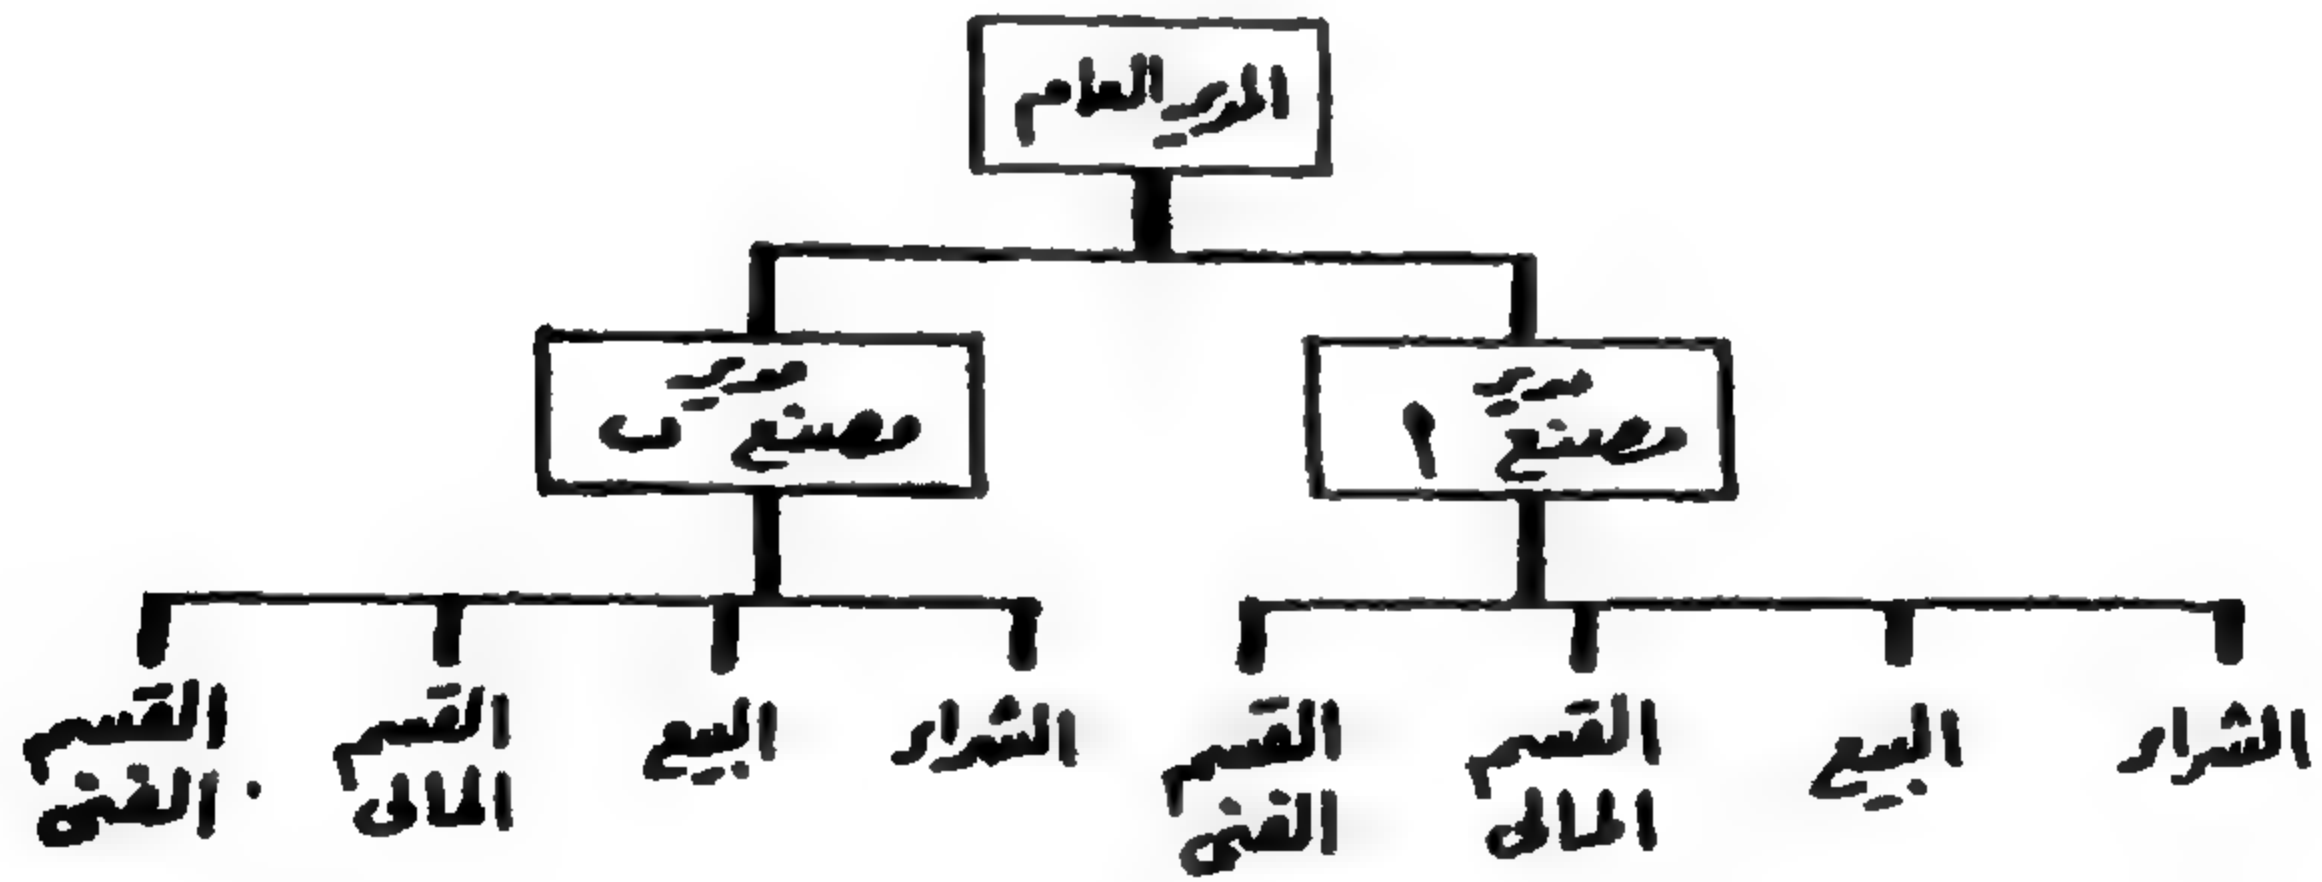 المدير العام
مدير
مصنع أ
مدير
مصنع ب
الشراء
البيع
القسم
المالى
القسم
الفنى
الشراء
البيع
القسم
المالى
القسم
الفنى